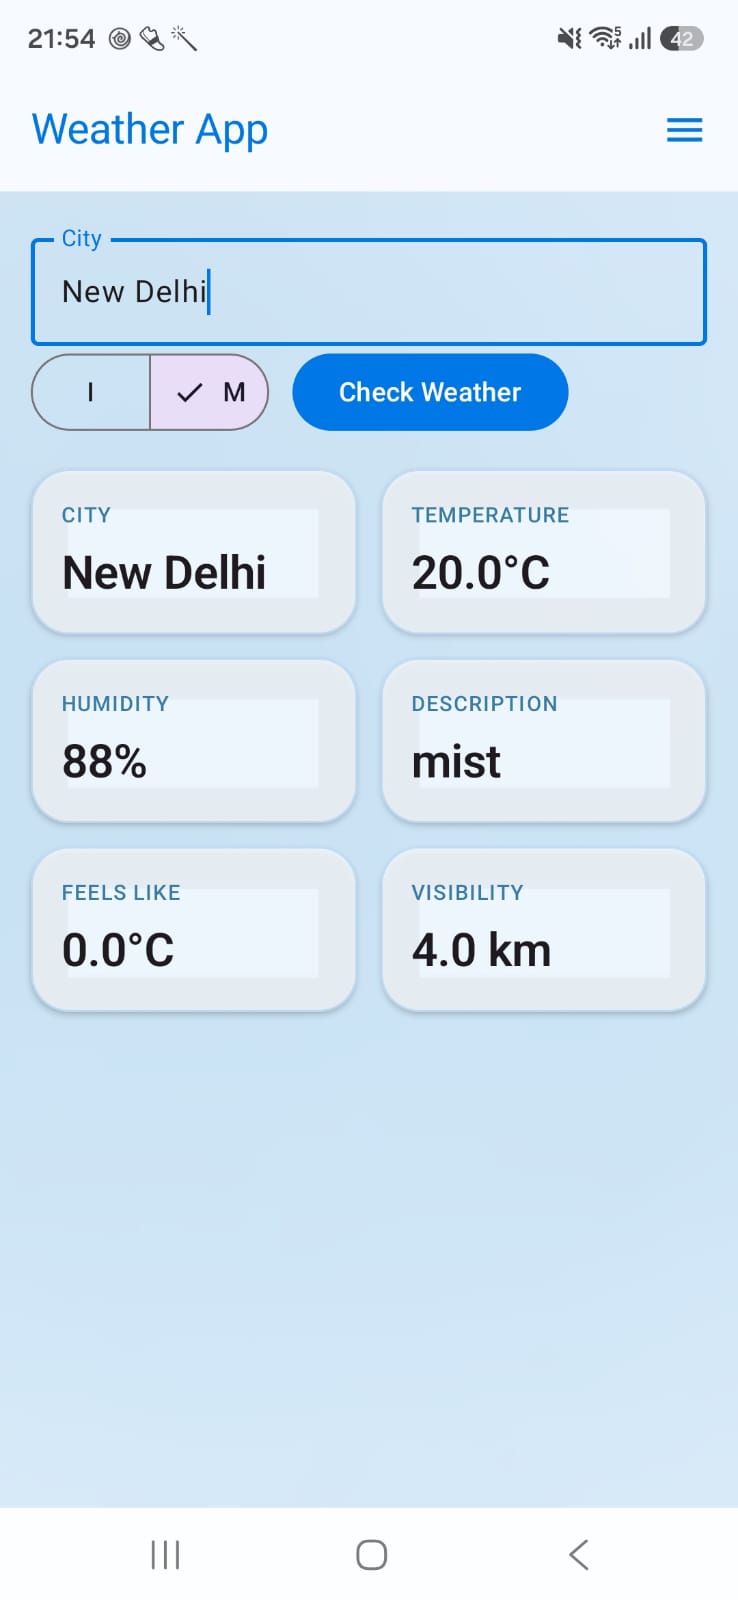 21:54
42
Weather App
City
New Delhi
I M Check Weather
CITY TEMPERATURE
New Delhi 20.0°C
HUMIDITY DESCRIPTION
88% mist
FEELS LIKE VISIBILITY
0.0°C 4.0 km